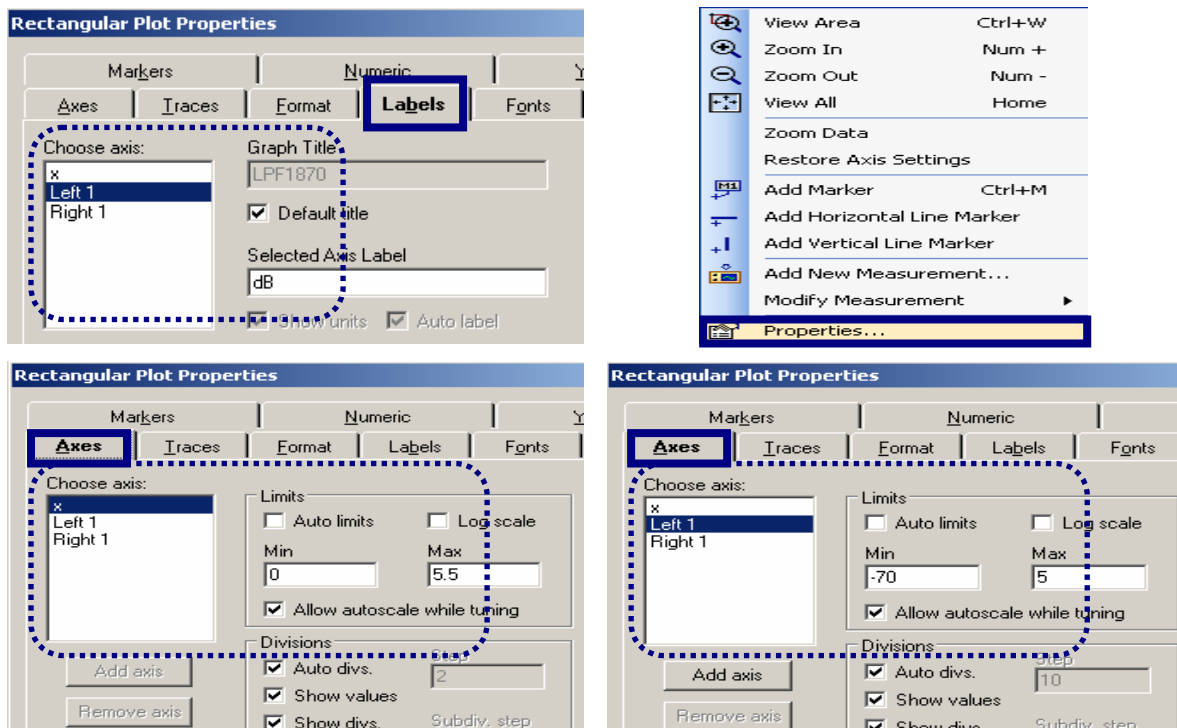 Rectangular Plot Properties
Markers Numeric Y
Axes Traces Format Labels Fonts
Choose axis:
x
Left 1
Right 1
Graph Title
LPF1870
Default title
Selected Axis Label
dB
Show units Auto label
View Area Ctrl+W
Zoom In Num +
Zoom Out Num -
View All Home
Zoom Data
Restore Axis Settings
M1
Add Marker Ctrl+M
Add Horizontal Line Marker
Add Vertical Line Marker
Add New Measurement...
Modify Measurement
Properties...
Rectangular Plot Properties
Markers Numeric Y
Axes Traces Format Labels Fonts
Choose axis:
x
Left 1
Right 1
Limits
Auto limits Log scale
Min Max
0 5.5
Allow autoscale while tuning
Add axis
Remove axis
Divisions
Auto divs. Step
2
Show values
Show divs. Subdiv. step
Rectangular Plot Properties
Markers Numeric
Axes Traces Format Labels Fonts
Choose axis:
x
Left 1
Right 1
Limits
Auto limits Log scale
Min Max
-70 5
Allow autoscale while tuning
Add axis
Remove axis
Divisions
Auto divs. Step
10
Show values
Show divs. Subdiv. step